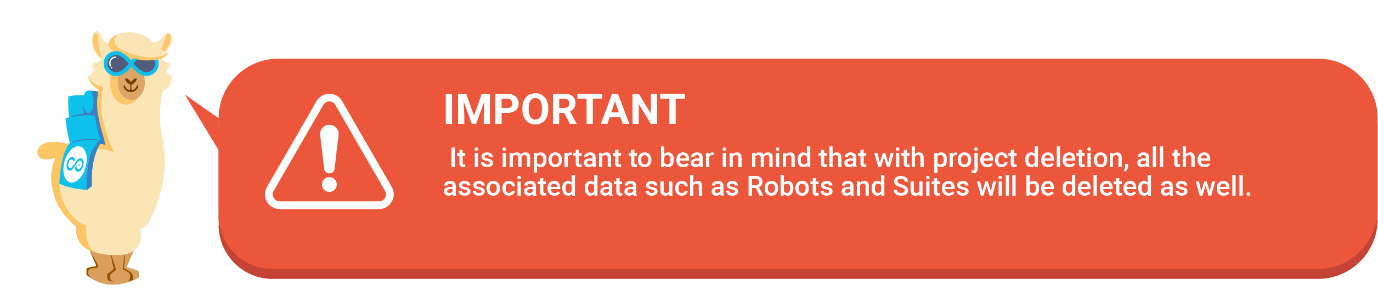 IMPORTANT
It is important to bear in mind that with project deletion, all the
associated data such as Robots and Suites will be deleted as well.